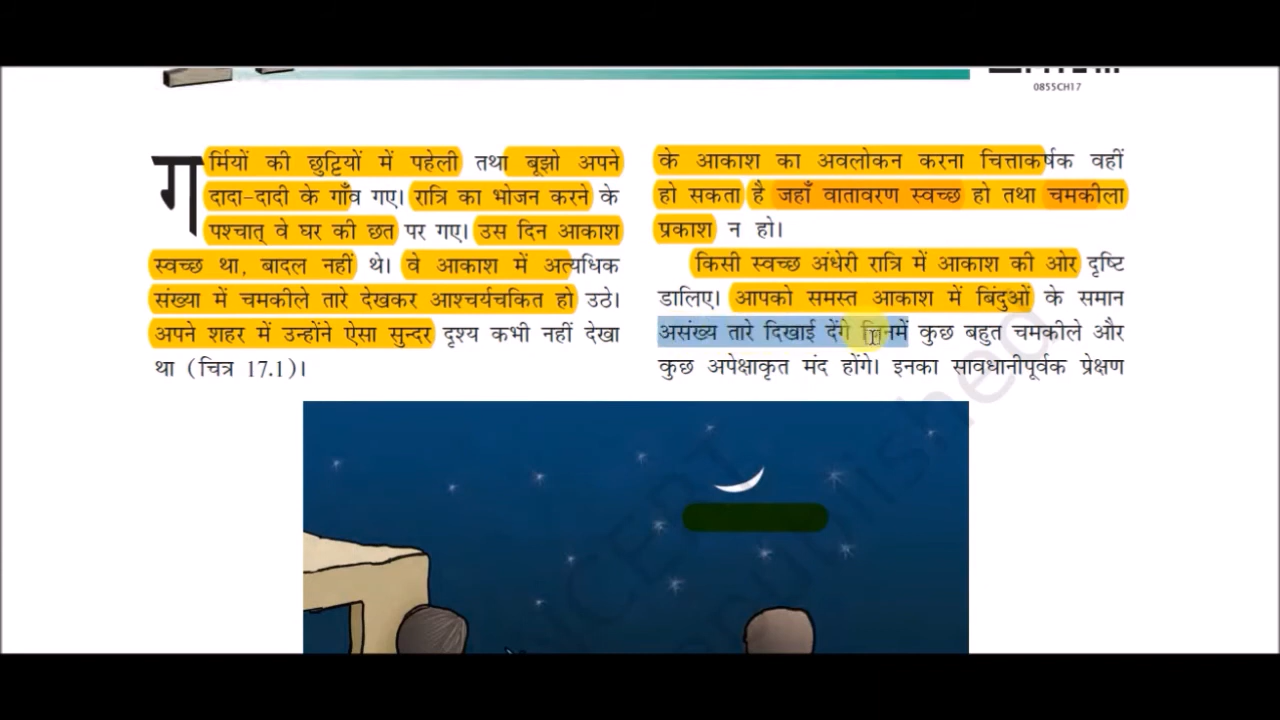 0855CH17
गर्मियों की छुट्टियों में पहेली तथा बूझो अपने
दादा-दादी के गाँव गए। रात्रि का भोजन करने के
पश्चात् वे घर की छत पर गए। उस दिन आकाश
स्वच्छ था, बादल नहीं थे। वे आकाश में अत्यधिक
संख्या में चमकीले तारे देखकर आश्चर्यचकित हो उठे।
अपने शहर में उन्होंने ऐसा सुन्दर दृश्य कभी नहीं देखा
था (चित्र 17.1)।
के आकाश का अवलोकन करना चित्ताकर्षक वहीं
हो सकता है जहाँ वातावरण स्वच्छ हो तथा चमकीला
प्रकाश न हो।
किसी स्वच्छ अंधेरी रात्रि में आकाश की ओर दृष्टि
डालिए। आपको समस्त आकाश में बिंदुओं के समान
असंख्य तारे दिखाई देंगे जिनमें कुछ बहुत चमकीले और
कुछ अपेक्षाकृत मंद होंगे। इनका सावधानीपूर्वक प्रेक्षण
NCERT
republished